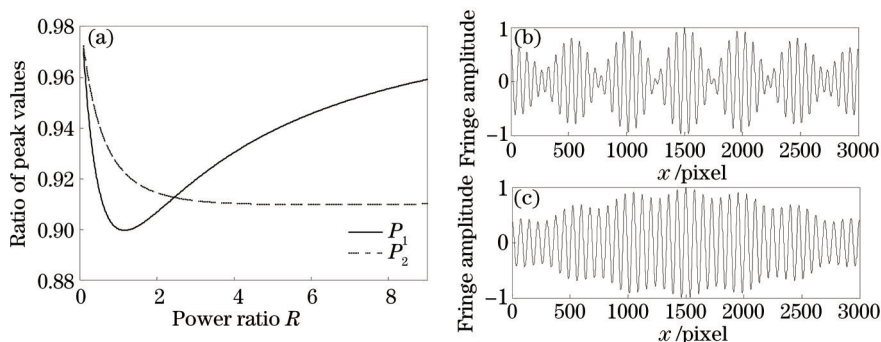 (a)
Ratio of peak values
0.98
0.96
0.94
0.92
0.90
0.88
0 2 4 6 8
Power ratio R
P1
P2
(b)
Fringe amplitude
1
0
-1
0 500 1000 1500 2000 2500 3000
x /pixel
(c)
Fringe amplitude
1
0
-1
0 500 1000 1500 2000 2500 3000
x /pixel